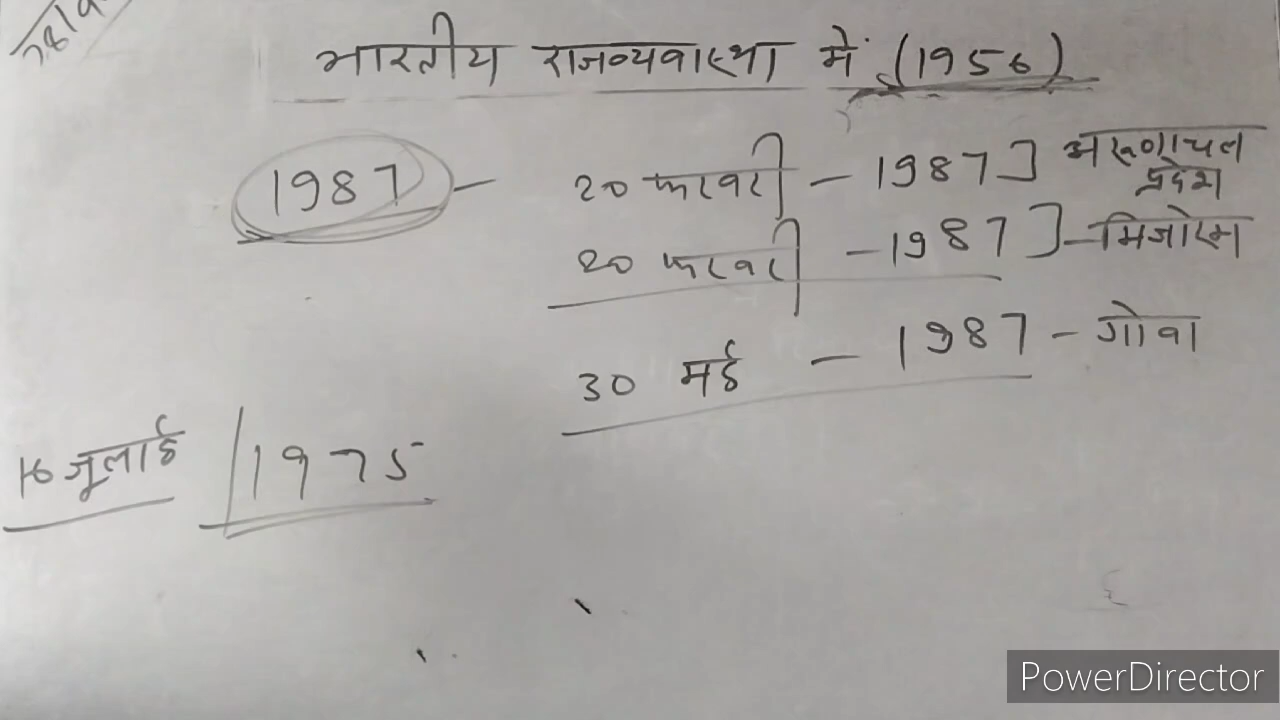 भारतीय राजव्यवास्था में (1956)
1987 - 20 फरवरी - 1987] अरूणाचल प्रदेश
20 फरवरी - 1987] - मिजोरम
30 मई - 1987 - गोवा
16 जूलाई / 1975
PowerDirector